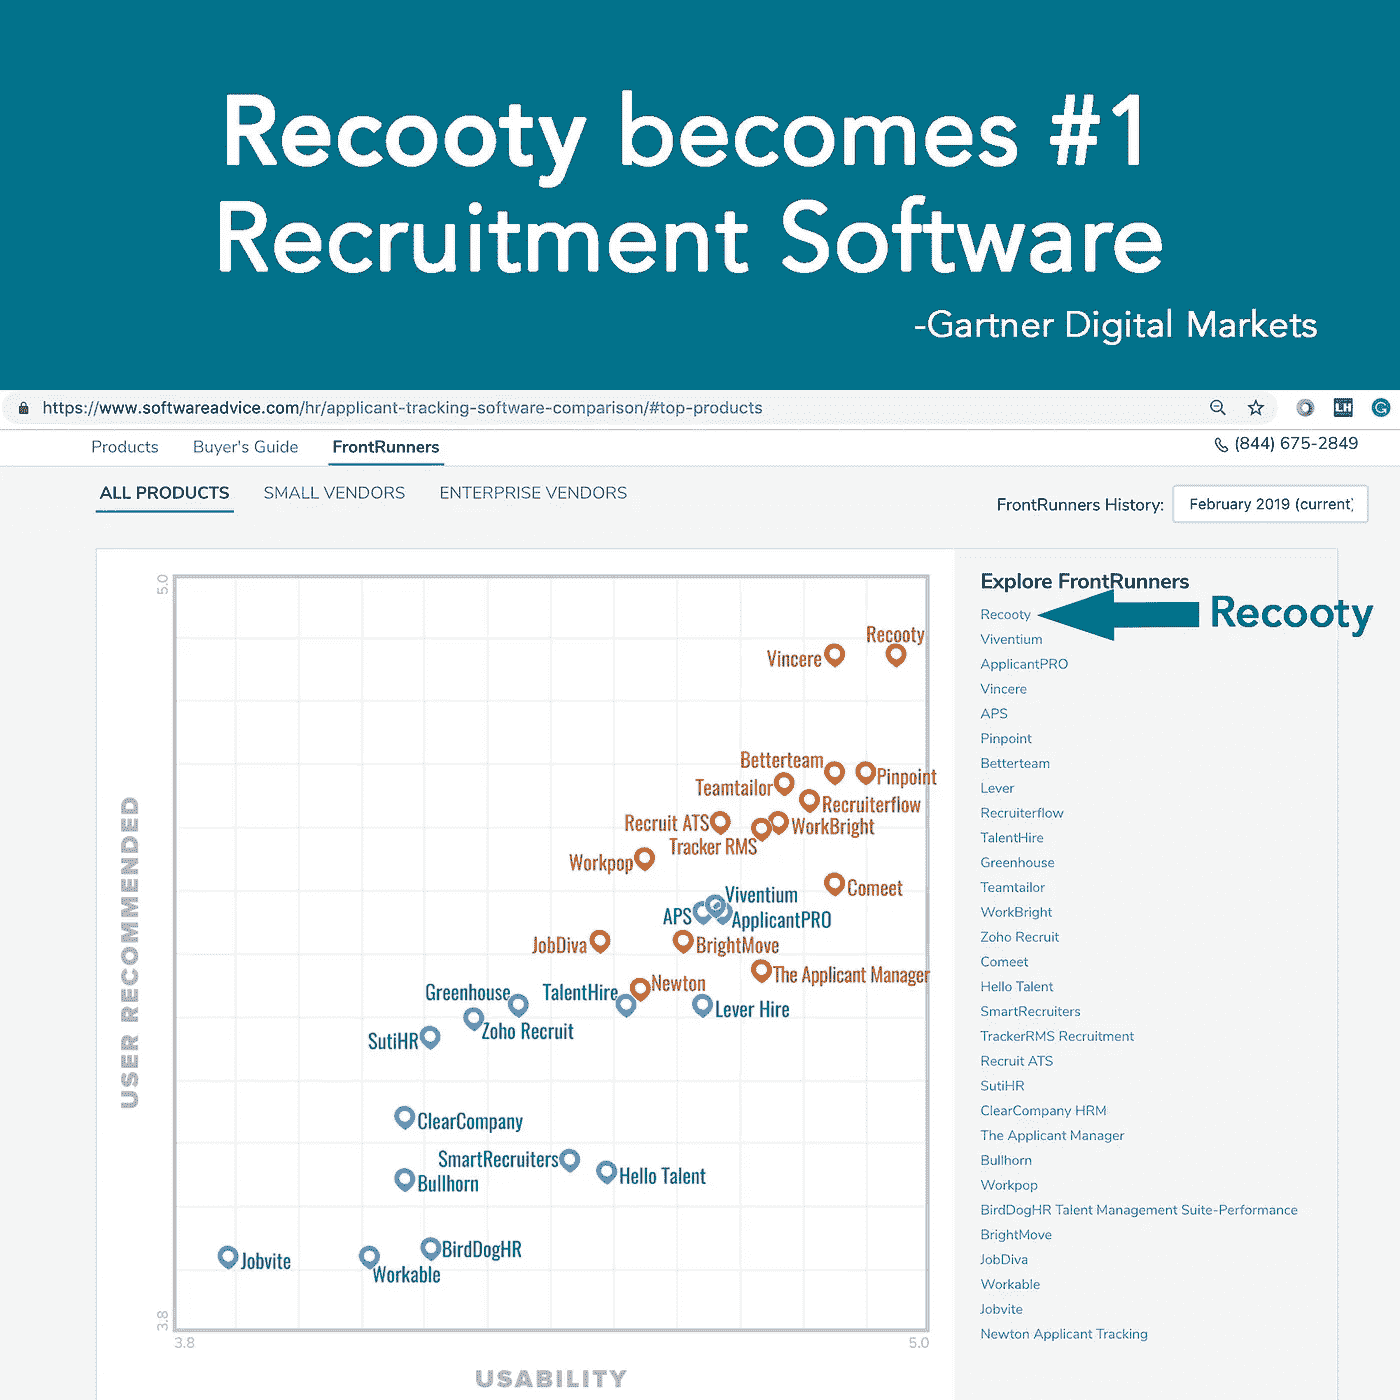 Recooty becomes #1
Recruitment Software
-Gartner Digital Markets
https://www.softwareadvice.com/hr/applicant-tracking-software-comparison/#top-products
LH
G
Products
Buyer's Guide
FrontRunners
(844) 675-2849
ALL PRODUCTS
SMALL VENDORS
ENTERPRISE VENDORS
FrontRunners History:
February 2019 (current)
5.0
USER RECOMMENDED
Recooty
Vincere
Betterteam
Pinpoint
Teamtailor
Recruiterflow
Recruit ATS
WorkBright
Tracker RMS
Workpop
Comeet
Viventium
APS
ApplicantPRO
JobDiva
BrightMove
The Applicant Manager
Newton
Greenhouse
TalentHire
Lever Hire
Zoho Recruit
SutiHR
ClearCompany
SmartRecruiters
Hello Talent
Bullhorn
BirdDogHR
Jobvite
Workable
3.8
3.8
5.0
USABILITY
Explore FrontRunners
Recooty
Recooty
Viventium
ApplicantPRO
Vincere
APS
Pinpoint
Betterteam
Lever
Recruiterflow
TalentHire
Greenhouse
Teamtailor
WorkBright
Zoho Recruit
Comeet
Hello Talent
SmartRecruiters
TrackerRMS Recruitment
Recruit ATS
SutiHR
ClearCompany HRM
The Applicant Manager
Bullhorn
Workpop
BirdDogHR Talent Management Suite-Performance
BrightMove
JobDiva
Workable
Jobvite
Newton Applicant Tracking